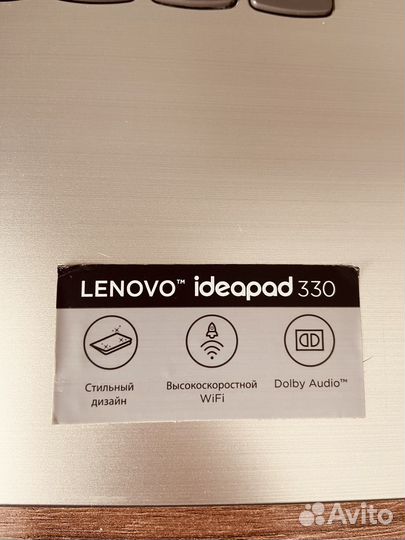 LENOVO™ ideapad 330
Стильный
дизайн
Высокоскоростной
WiFi
Dolby Audio™
Avito